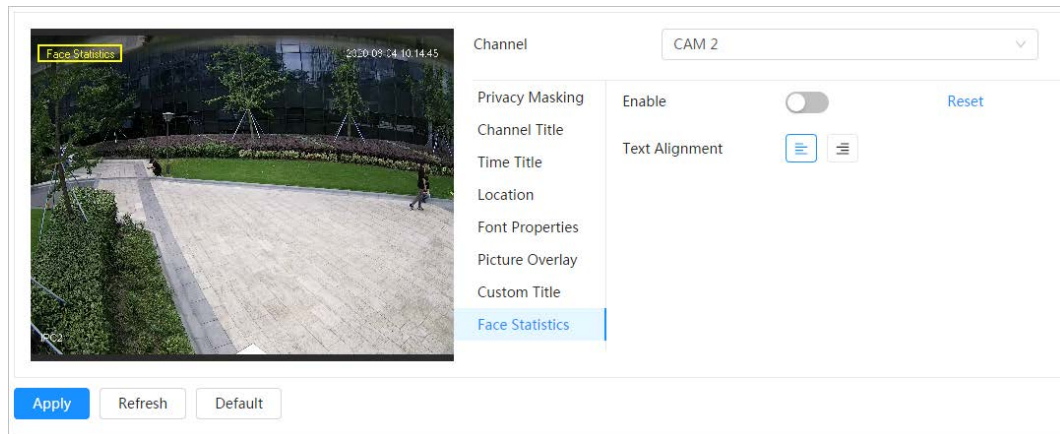 Face Statistics
2020-09-04 10:14:45
IPC2
Channel
CAM 2
Privacy Masking
Channel Title
Time Title
Location
Font Properties
Picture Overlay
Custom Title
Face Statistics
Enable
Reset
Text Alignment
Apply
Refresh
Default